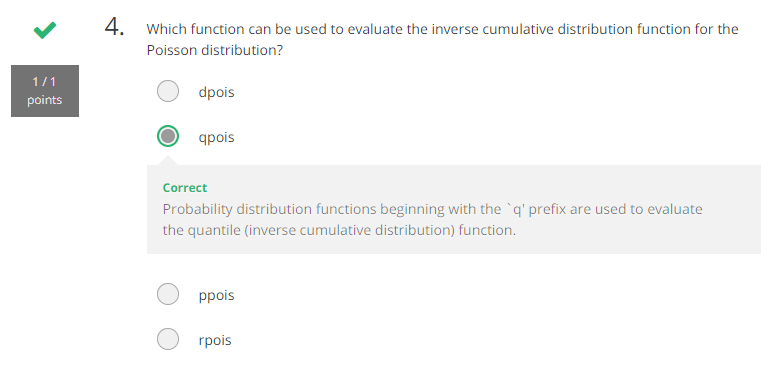 4.
Which function can be used to evaluate the inverse cumulative distribution function for the
Poisson distribution?
1 / 1
points
dpois
qpois
Correct
Probability distribution functions beginning with the `q' prefix are used to evaluate
the quantile (inverse cumulative distribution) function.
ppois
rpois